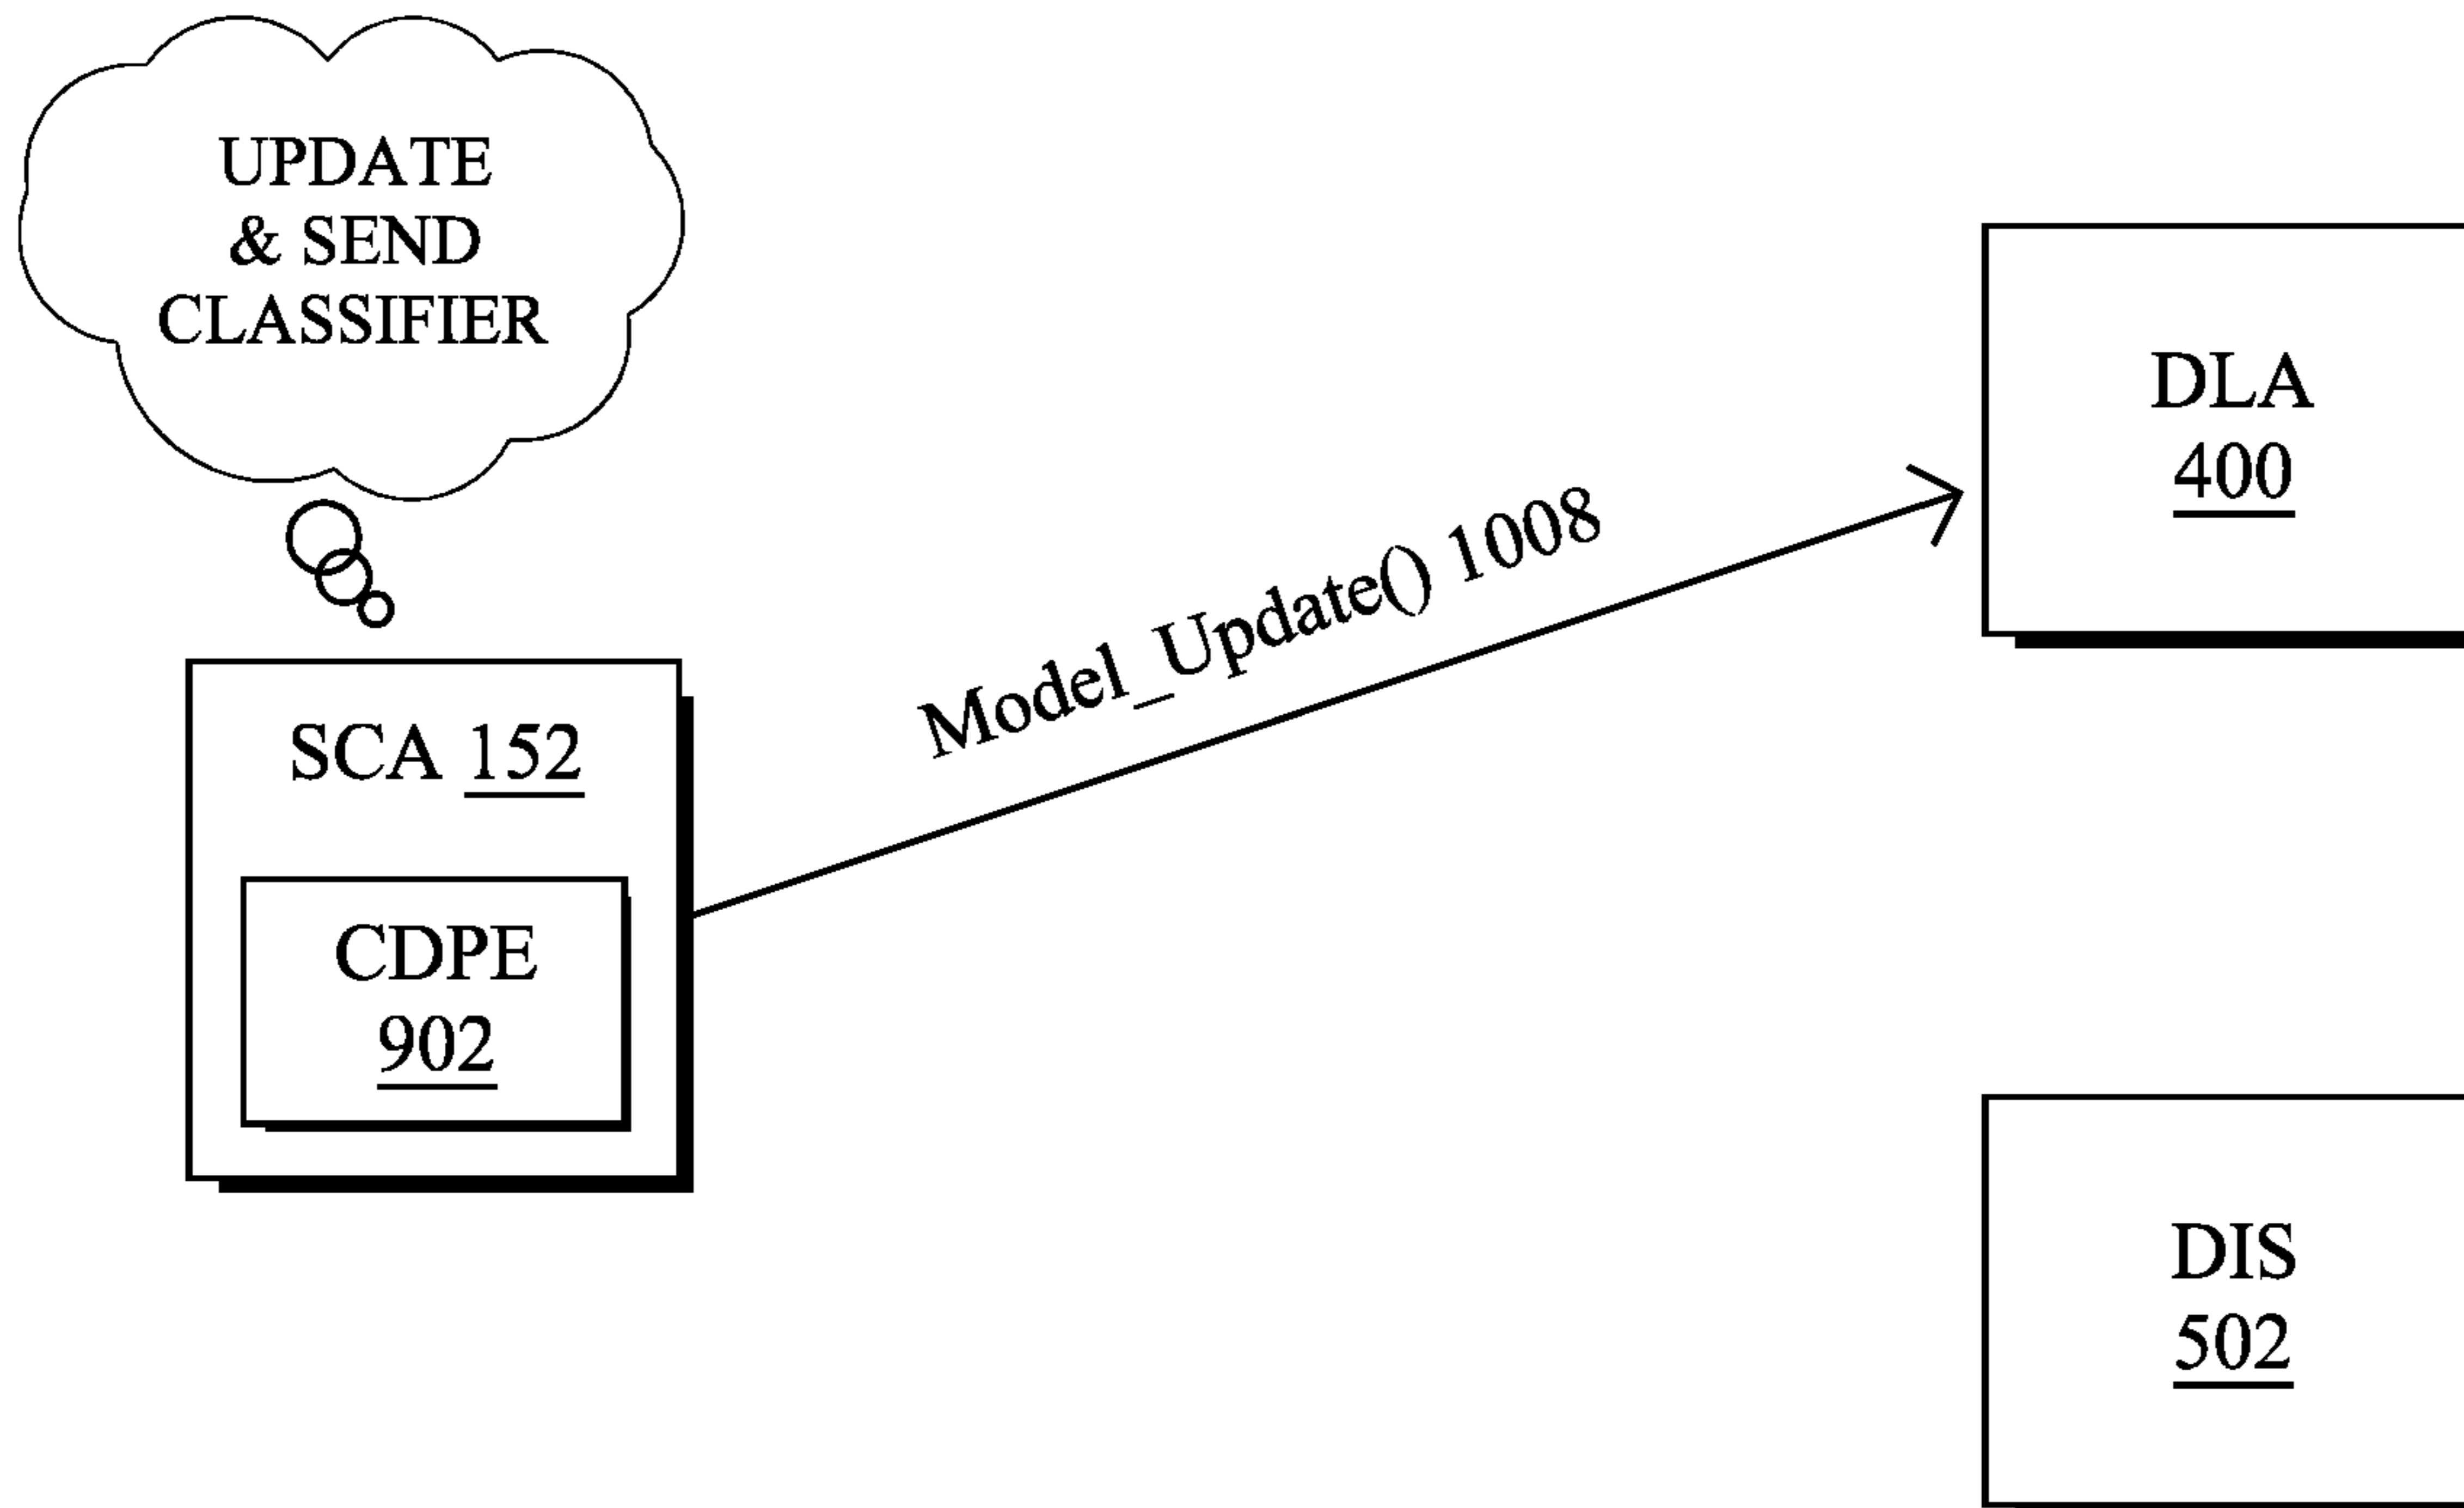 UPDATE
& SEND
CLASSIFIER
DLA
400
Model_Update() 1008
SCA 152
CDPE
902
DIS
502